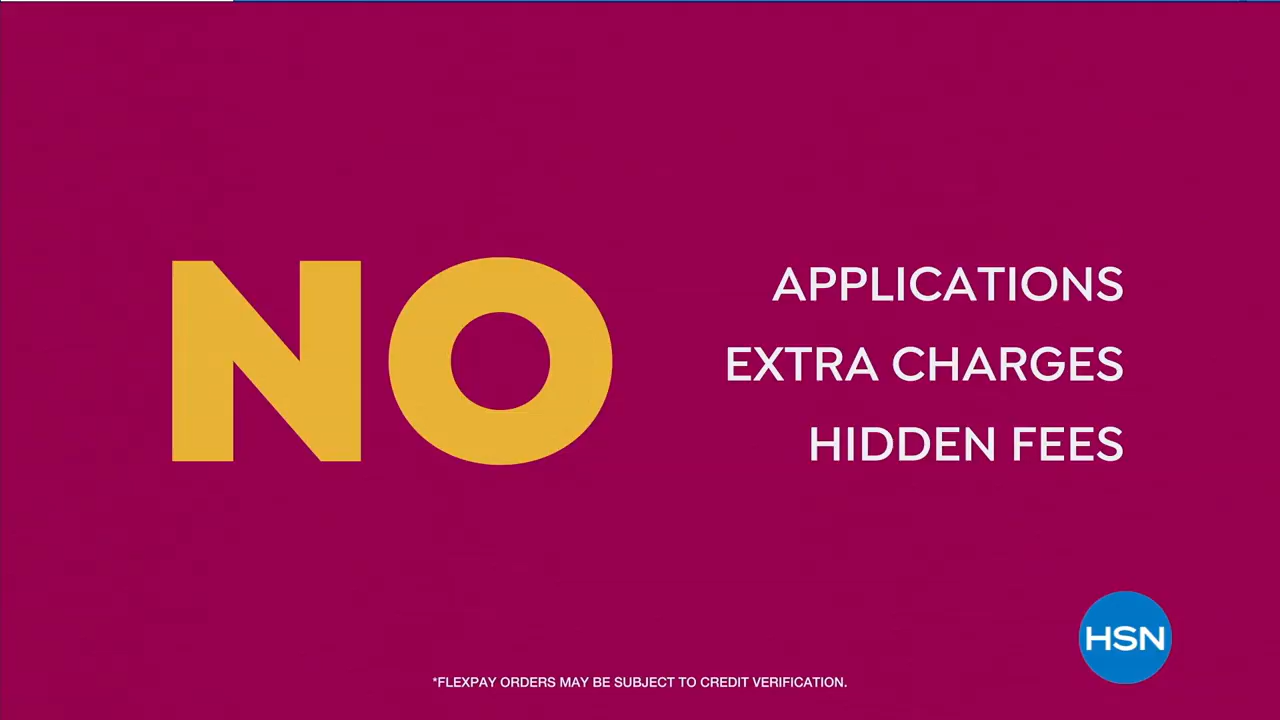 NO
APPLICATIONS
EXTRA CHARGES
HIDDEN FEES
HSN
*FLEXPAY ORDERS MAY BE SUBJECT TO CREDIT VERIFICATION.